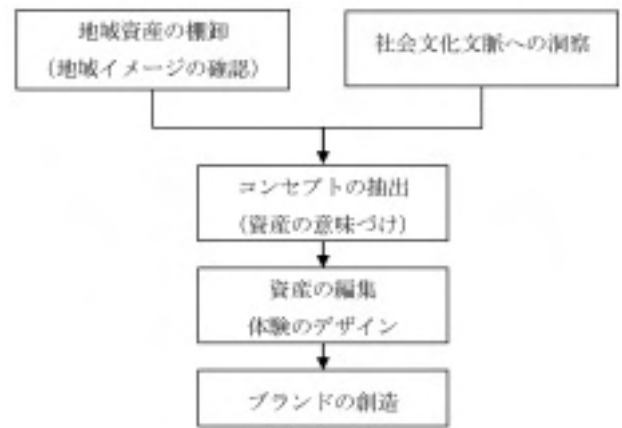 地域資産の棚卸
(地域イメージの確認)
社会文化文脈への洞察
コンセプトの抽出
(資産の意味づけ)
資産の編集
体験のデザイン
ブランドの創造